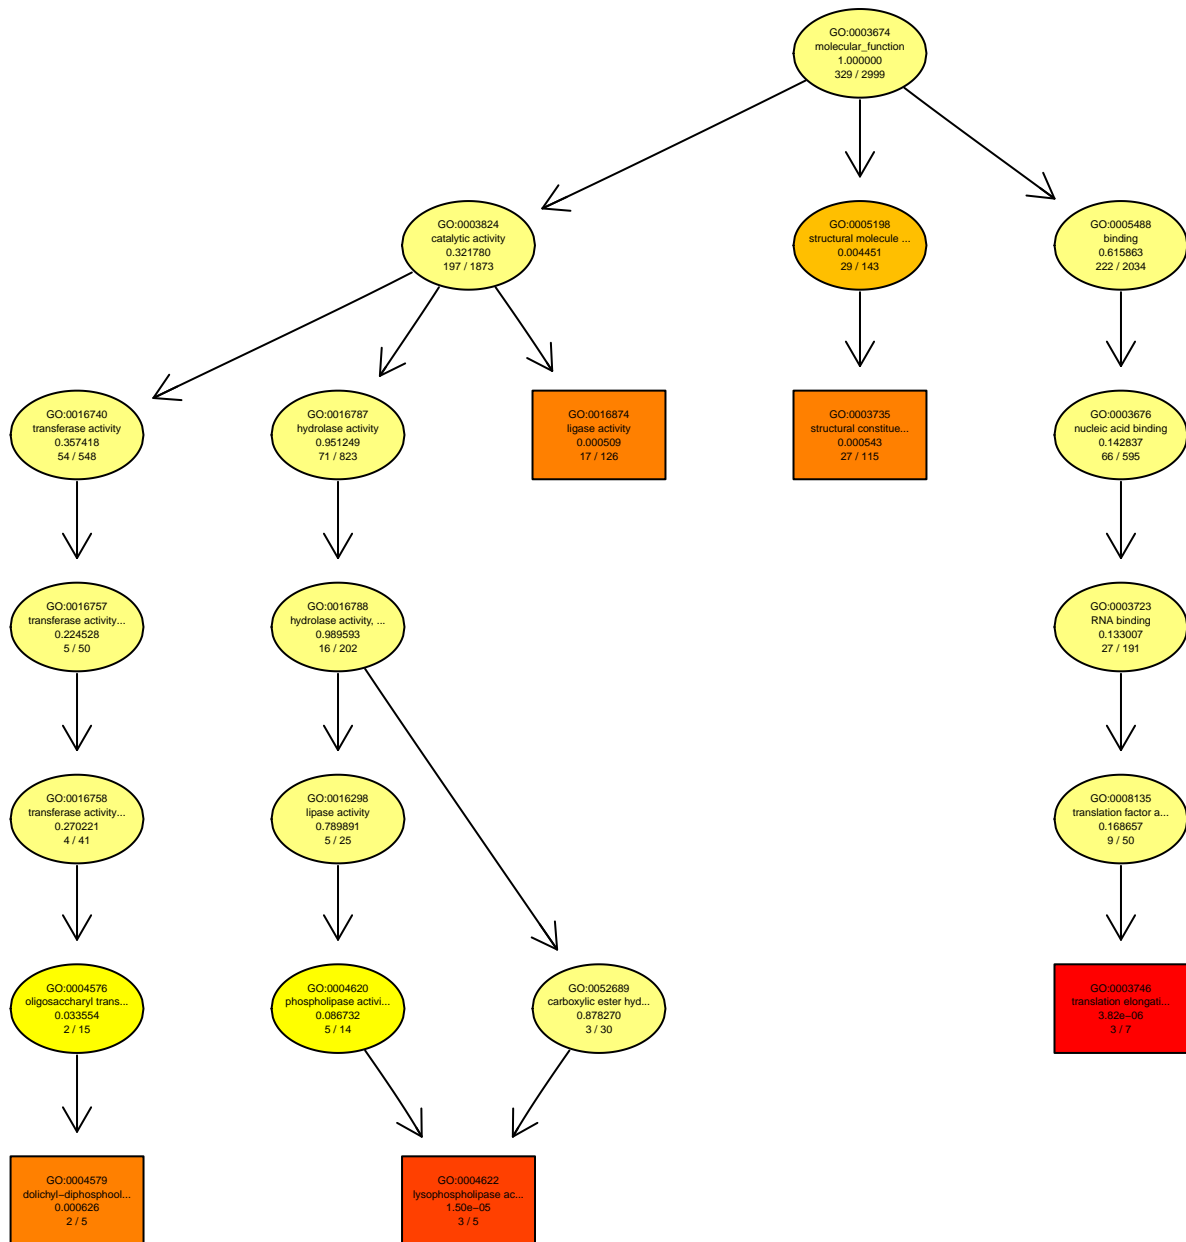 GO:0003674
molecular_function
1.000000
329 / 2999
GO:0003824
catalytic activity
0.321780
197 / 1873
GO:0005198
structural molecule ...
0.004451
29 / 143
GO:0005488
binding
0.615863
222 / 2034
GO:0016740
transferase activity
0.357418
54 / 548
GO:0016787
hydrolase activity
0.951249
71 / 823
GO:0016874
ligase activity
0.000509
17 / 126
GO:0003735
structural constitue...
0.000543
27 / 115
GO:0003676
nucleic acid binding
0.142837
66 / 595
GO:0016757
transferase activity...
0.224528
5 / 50
GO:0016788
hydrolase activity, ...
0.989593
16 / 202
GO:0003723
RNA binding
0.133007
27 / 191
GO:0016758
transferase activity...
0.270221
4 / 41
GO:0016298
lipase activity
0.789891
5 / 25
GO:0008135
translation factor a...
0.168657
9 / 50
GO:0004576
oligosaccharyl trans...
0.033554
2 / 15
GO:0004620
phospholipase activi...
0.086732
5 / 14
GO:0052689
carboxylic ester hyd...
0.878270
3 / 30
GO:0003746
translation elongati...
3.82e−06
3 / 7
GO:0004579
dolichyl−diphosphool...
0.000626
2 / 5
GO:0004622
lysophospholipase ac...
1.50e−05
3 / 5